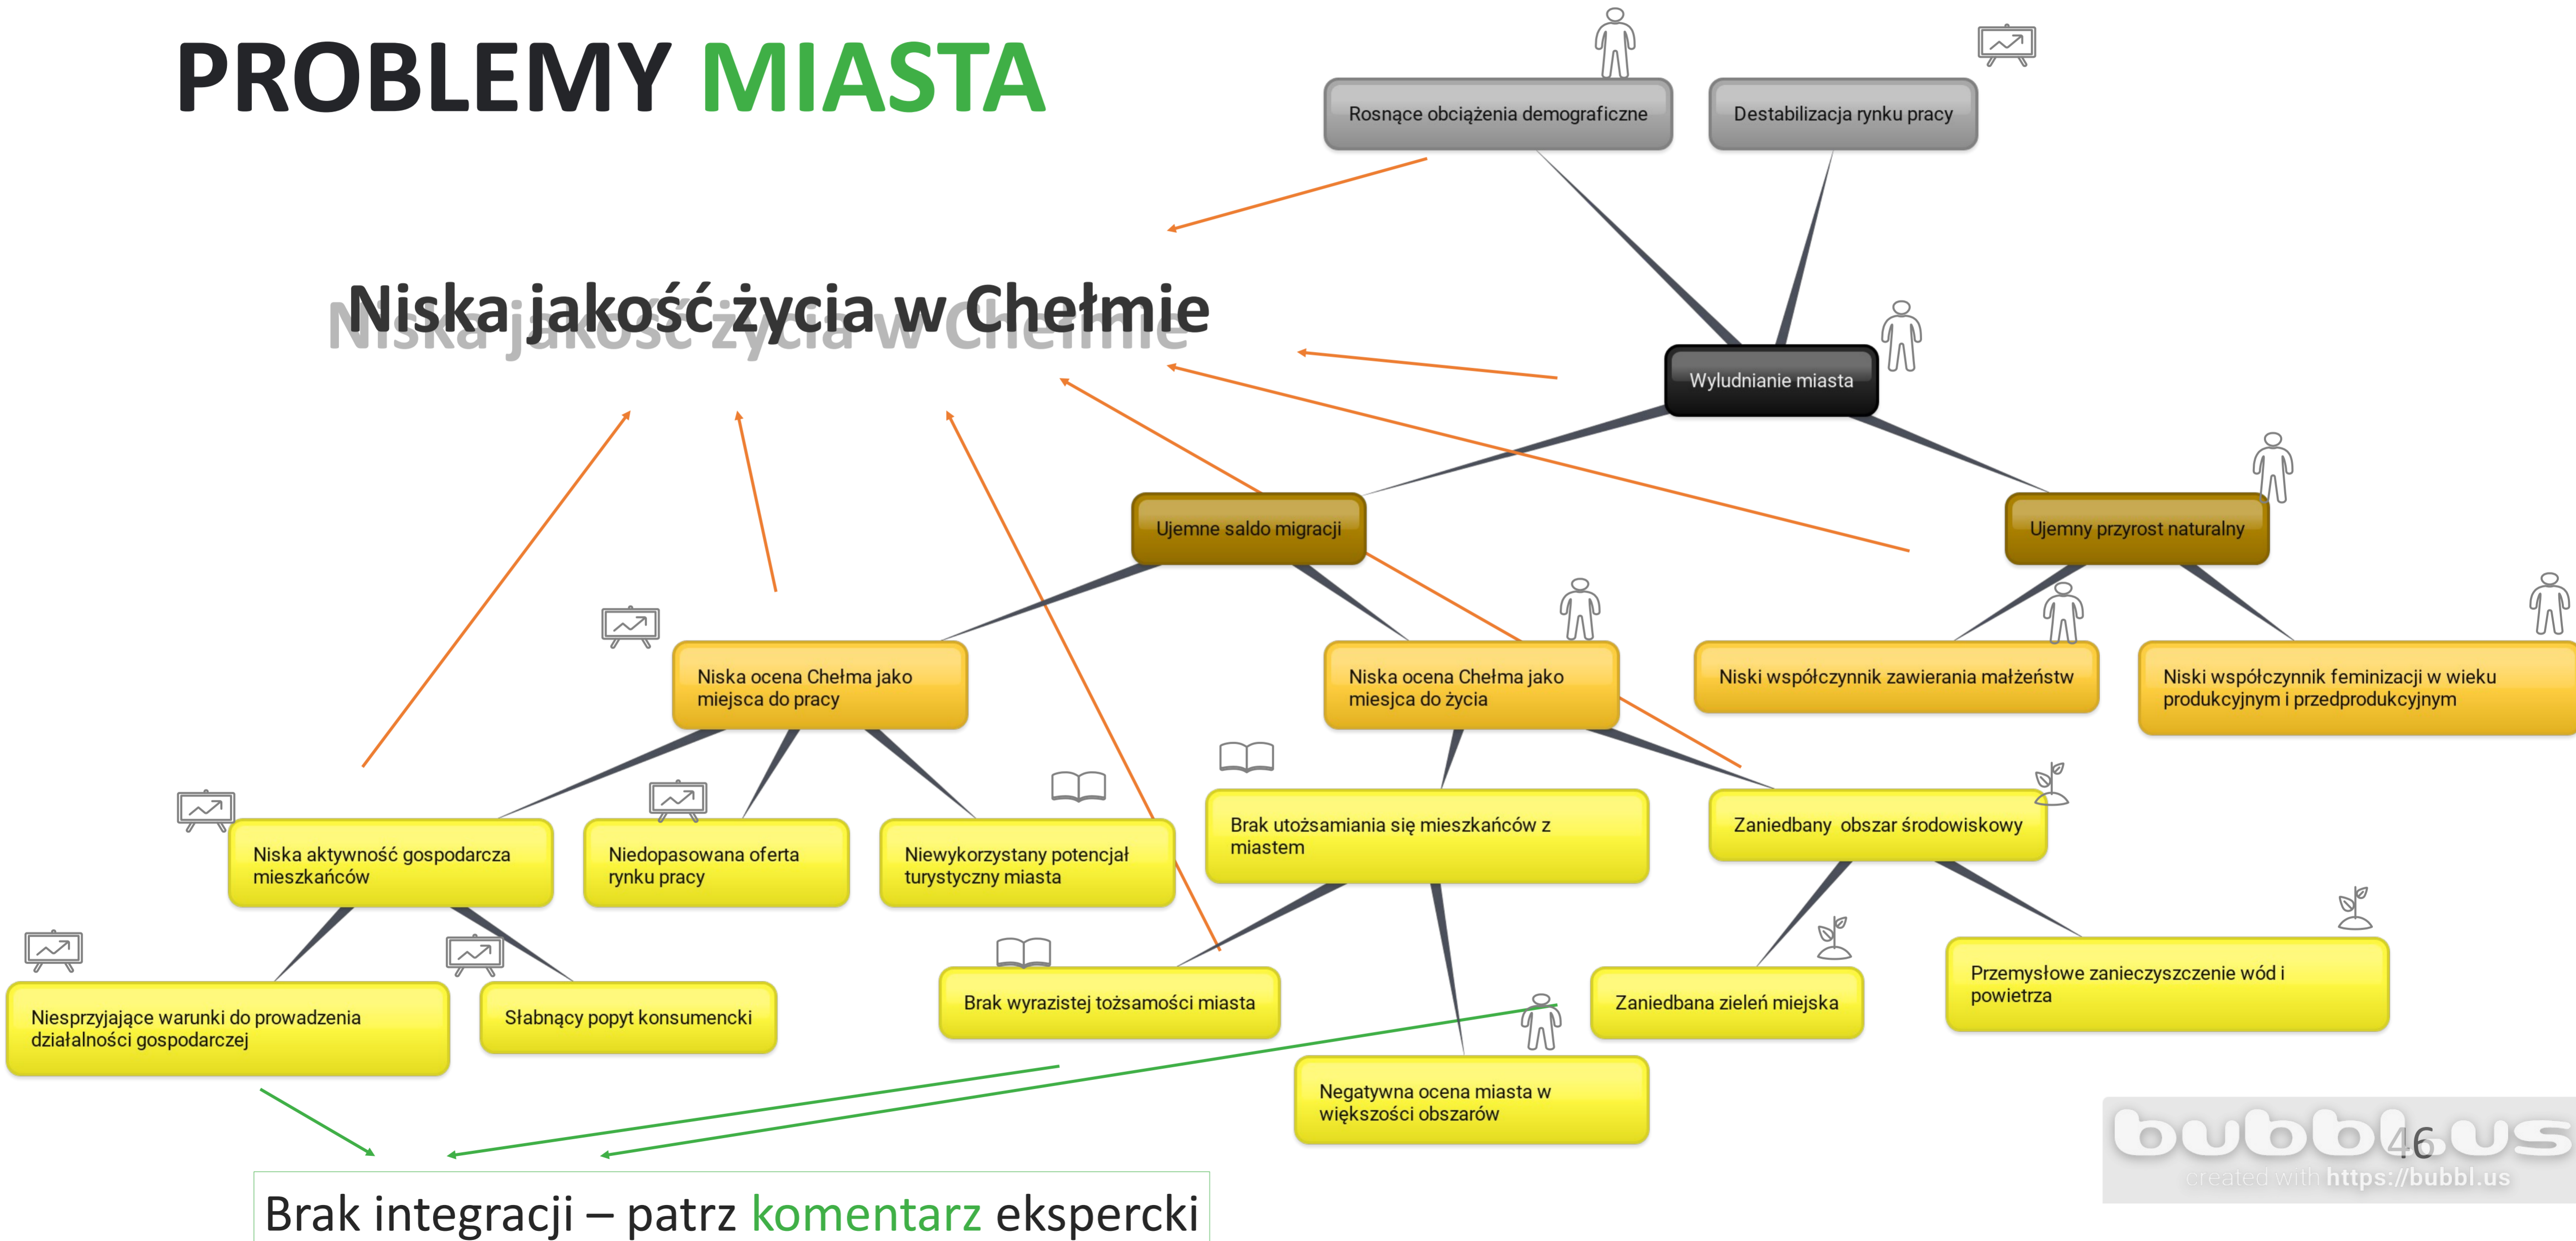 PROBLEMY MIASTA
Rosnące obciążenia demograficzne
Destabilizacja rynku pracy
Niska jakość życia w Chełmie
Wyludnianie miasta
Ujemne saldo migracji
Ujemny przyrost naturalny
Niska ocena Chełma jako
miejsca do pracy
Niska ocena Chełma jako
miesjca do życia
Niski współczynnik zawierania małżeństw
Niski współczynnik feminizacji w wieku
produkcyjnym i przedprodukcyjnym
Niska aktywność gospodarcza
mieszkańców
Niedopasowana oferta
rynku pracy
Niewykorzystany potencjał
turystyczny miasta
Brak utożsamiania się mieszkańców z
miastem
Zaniedbany obszar środowiskowy
Niesprzyjające warunki do prowadzenia
działalności gospodarczej
Słabnący popyt konsumencki
Brak wyrazistej tożsamości miasta
Negatywna ocena miasta w
większości obszarów
Zaniedbana zieleń miejska
Przemysłowe zanieczyszczenie wód i
powietrza
Brak integracji – patrz komentarz ekspercki
bubbl.us
46
created with https://bubbl.us